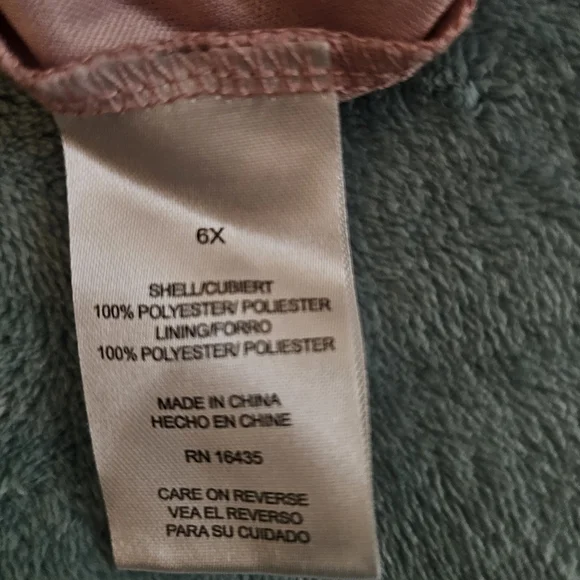 6X
SHELL/CUBIERT
100% POLYESTER/ POLIESTER
LINING/FORRO
100% POLYESTER/ POLIESTER
MADE IN CHINA
HECHO EN CHINE
RN 16435
CARE ON REVERSE
VEA EL REVERSO
PARA SU CUIDADO